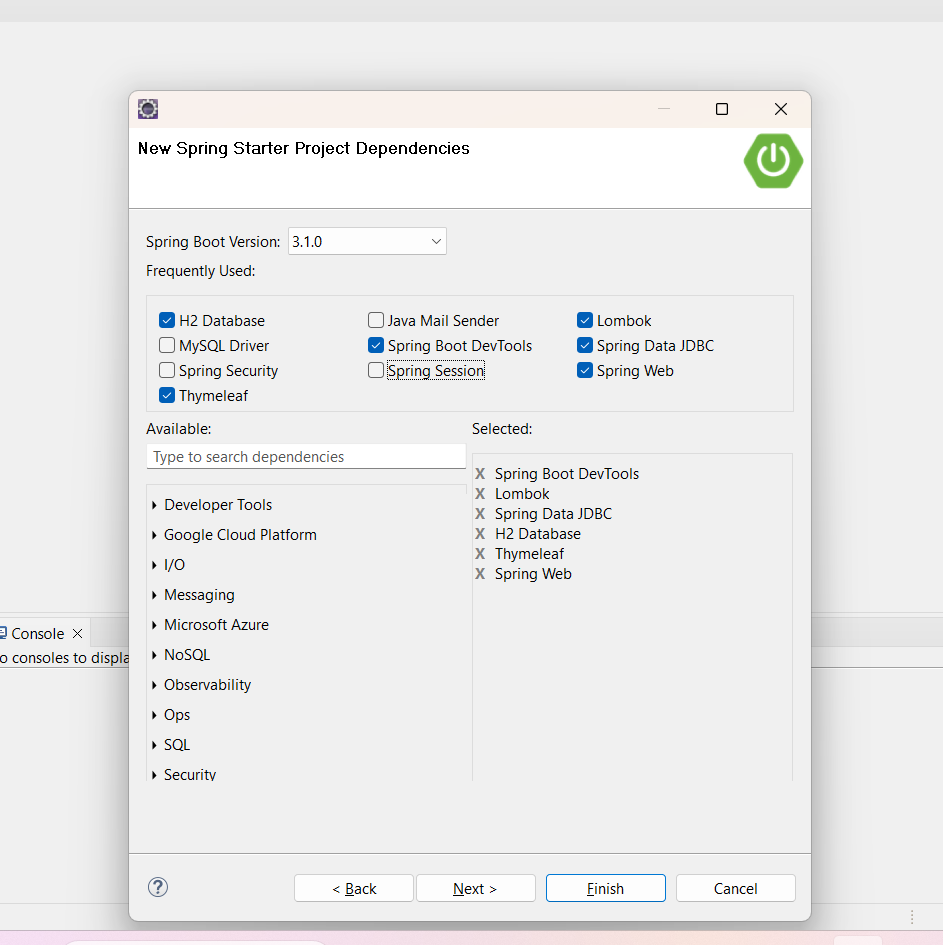 New Spring Starter Project Dependencies
Spring Boot Version: 3.1.0
Frequently Used:
H2 Database Java Mail Sender Lombok
MySQL Driver Spring Boot DevTools Spring Data JDBC
Spring Security Spring Session Spring Web
Thymeleaf
Available: Selected:
Type to search dependencies
X Spring Boot DevTools
X Lombok
X Spring Data JDBC
X H2 Database
X Thymeleaf
X Spring Web
Developer Tools
Google Cloud Platform
I/O
Messaging
Microsoft Azure
NoSQL
Observability
Ops
SQL
Security
Console
o consoles to displa
? < Back Next > Finish Cancel